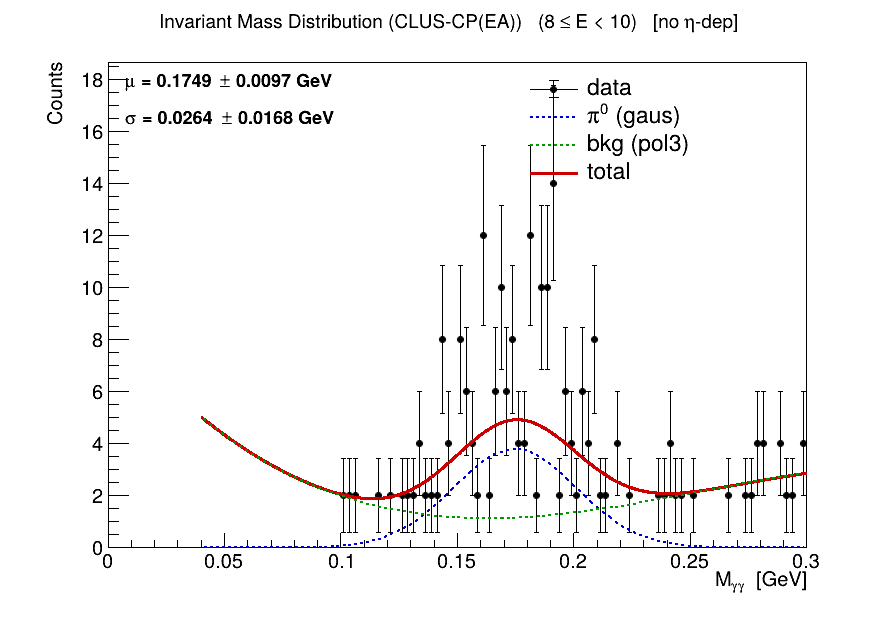 Invariant Mass Distribution (CLUS-CP(EA)) (8 ≤ E < 10) [no η-dep]
Counts
μ = 0.1749 ± 0.0097 GeV
σ = 0.0264 ± 0.0168 GeV
data
π⁰ (gaus)
bkg (pol3)
total
18
16
14
12
10
8
6
4
2
0
0 0.05 0.1 0.15 0.2 0.25 0.3
Mγγ [GeV]